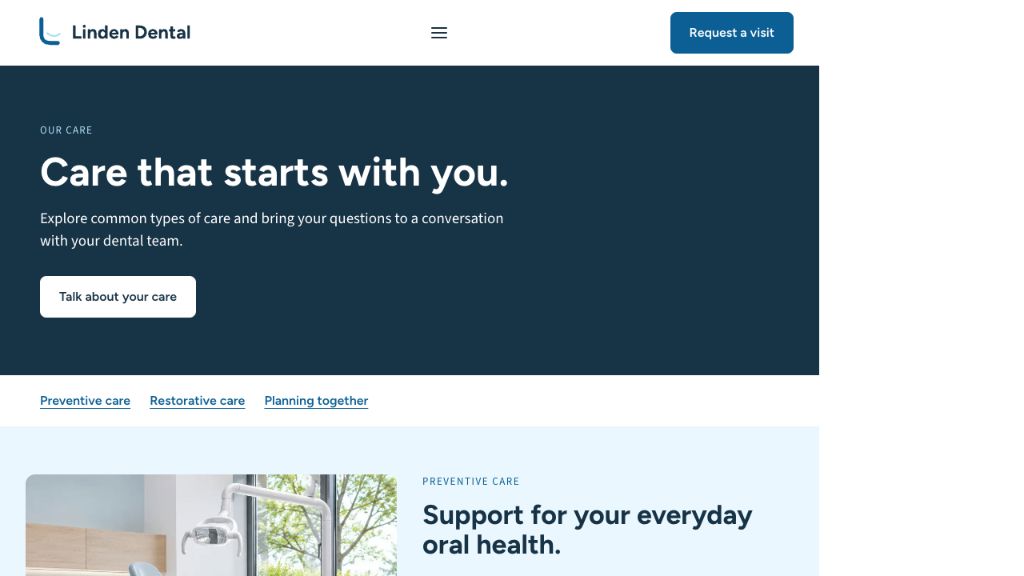 Linden Dental
Request a visit
OUR CARE
Care that starts with you.
Explore common types of care and bring your questions to a conversation
with your dental team.
Talk about your care
Preventive care
Restorative care
Planning together
PREVENTIVE CARE
Support for your everyday
oral health.